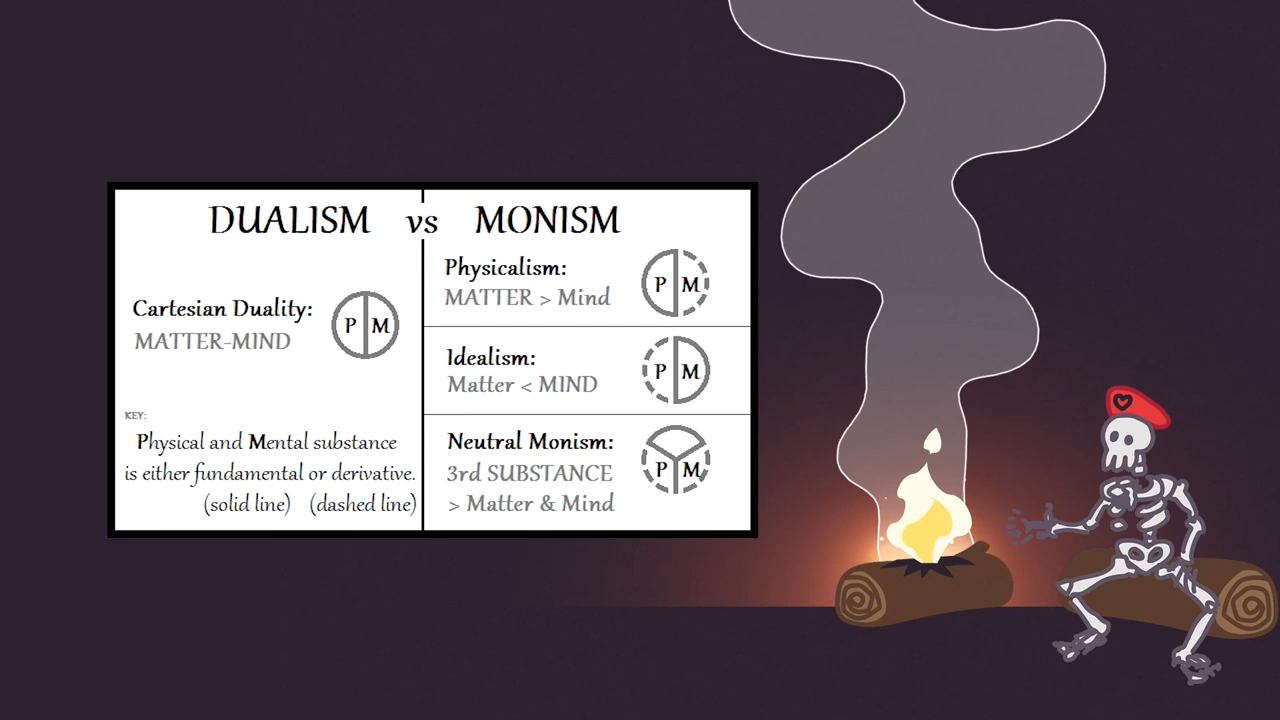 DUALISM vs MONISM
Cartesian Duality:
MATTER-MIND
P M
KEY:
Physical and Mental substance
is either fundamental or derivative.
(solid line) (dashed line)
Physicalism:
MATTER > Mind
P M
Idealism:
Matter < MIND
P M
Neutral Monism:
3rd SUBSTANCE
> Matter & Mind
P M